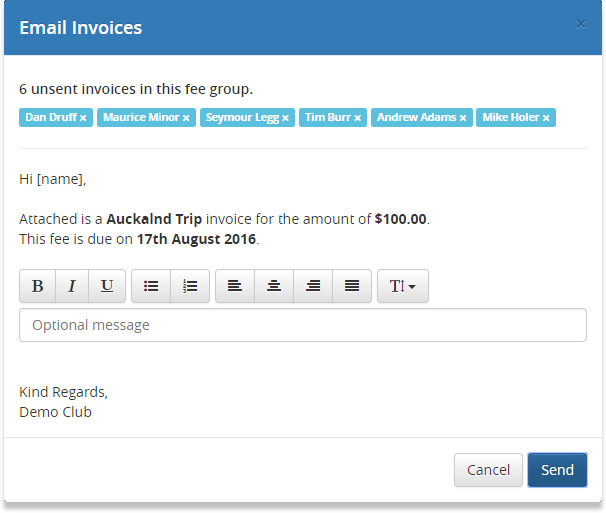 Email Invoices ×
6 unsent invoices in this fee group.
Dan Druff × Maurice Minor × Seymour Legg × Tim Burr × Andrew Adams × Mike Holer ×
Hi [name],
Attached is a Auckalnd Trip invoice for the amount of $100.00.
This fee is due on 17th August 2016.
B I U T
Optional message
Kind Regards,
Demo Club
Cancel Send